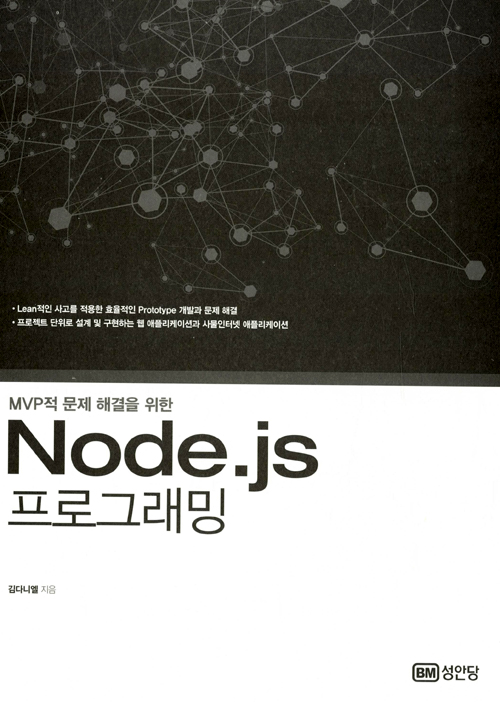 • Lean적인 사고를 적용한 효율적인 Prototype 개발과 문제 해결
• 프로젝트 단위로 설계 및 구현하는 웹 애플리케이션과 사물인터넷 애플리케이션
MVP적 문제 해결을 위한
Node.js
프로그래밍
김다니엘 지음
BM 성안당